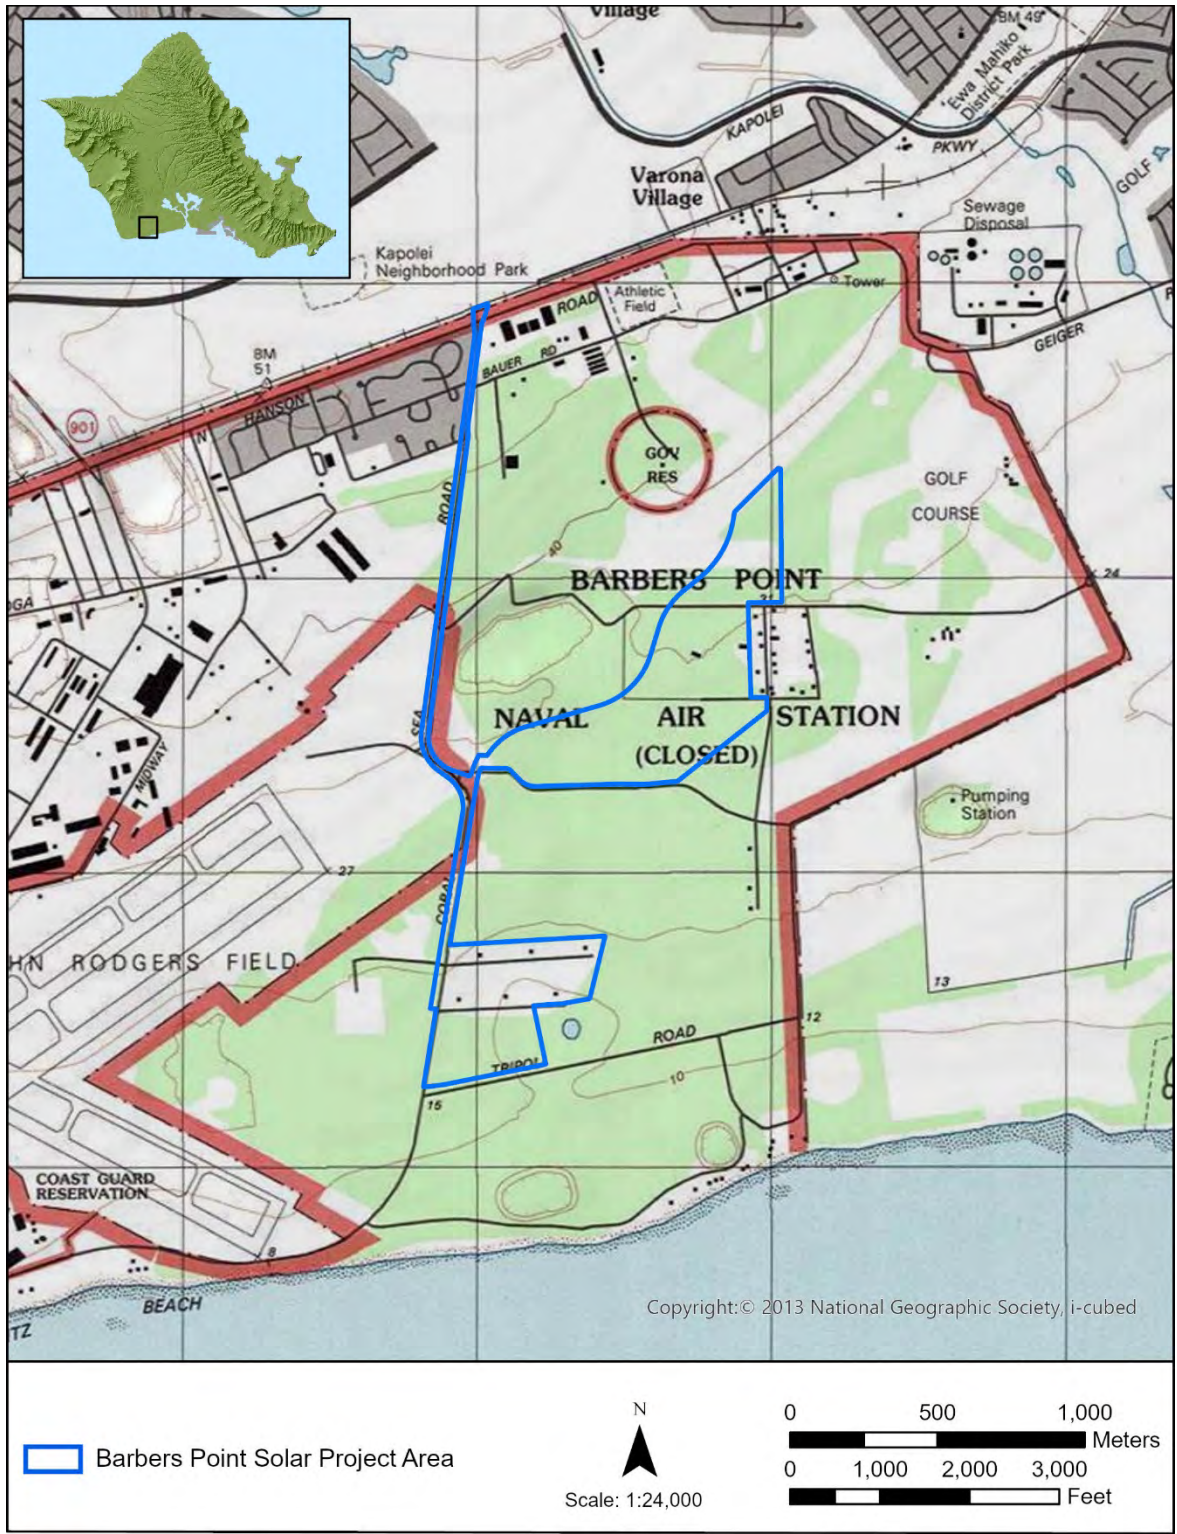 Village
BM 49
Ewa Mahiko
District Park
KAPOLEI
PKWY
GOLF
Varona
Village
Sewage
Disposal
Kapolei
Neighborhood Park
Tower
Athletic
Field
ROAD
GEIGER
BM
51
BAUER RD
HANSON
901
N
GOV
RES
GOLF
COURSE
ROAD
40
BARBERS POINT
24
OGA
21
NAVAL AIR STATION
(CLOSED)
SEA
MIDWAY
Pumping
Station
27
CORAL
HN RODGERS FIELD
13
12
ROAD
TRIPOL
10
15
COAST GUARD
RESERVATION
8
BEACH
TZ
Copyright:© 2013 National Geographic Society, i-cubed
Barbers Point Solar Project Area
N
Scale: 1:24,000
0 500 1,000
Meters
0 1,000 2,000 3,000
Feet